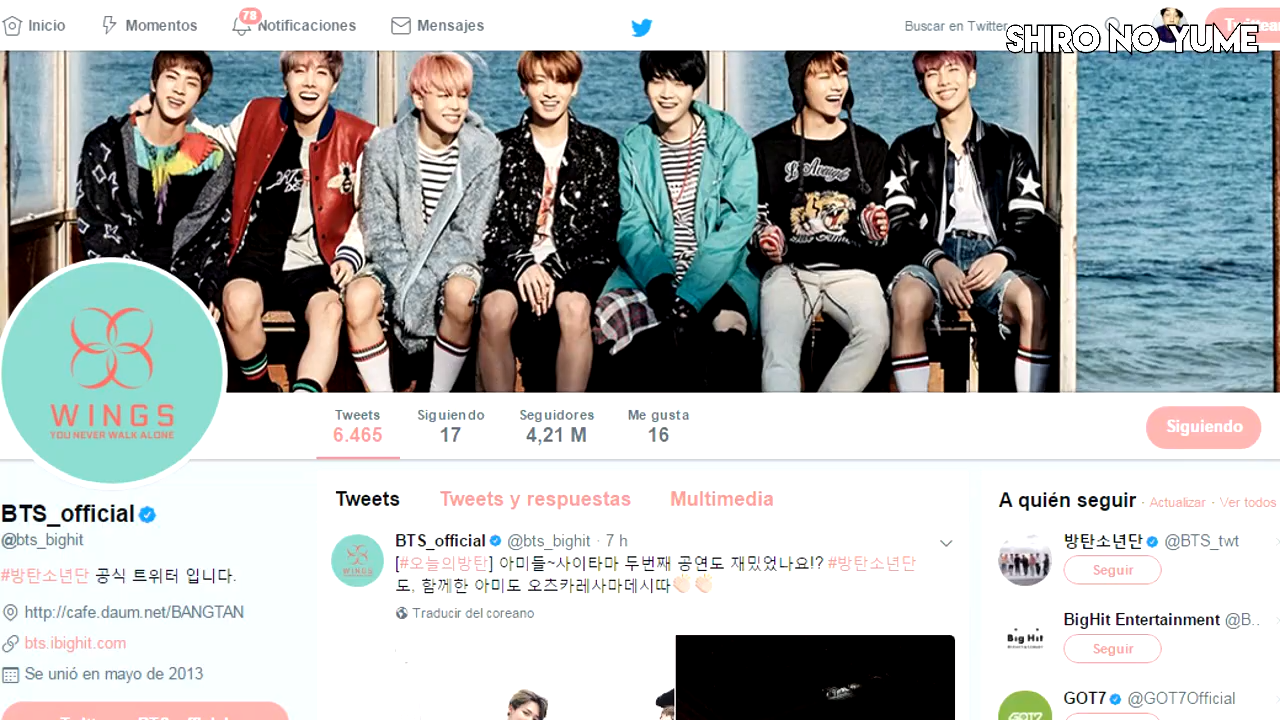 Inicio
Momentos
78
Notificaciones
Mensajes
Buscar en Twitter
SHIRO NO YUME
WINGS
YOU NEVER WALK ALONE
Tweets
6.465
Siguiendo
17
Seguidores
4,21 M
Me gusta
16
Siguiendo
BTS_official
@bts_bighit
#방탄소년단 공식 트위터 입니다.
http://cafe.daum.net/BANGTAN
bts.ibighit.com
Se unió en mayo de 2013
Tweets
Tweets y respuestas
Multimedia
WINGS
BTS_official @bts_bighit · 7 h
[#오늘의방탄] 아미들~사이타마 두번째 공연도 재밌었나요!? #방탄소년단
도, 함께한 아미도 오츠카레사마데시따👏🏻👏🏻
Traducir del coreano
A quién seguir · Actualizar · Ver todos
방탄소년단 @BTS_twt
Seguir
BigHit Entertainment @B..
Big Hit
Seguir
GOT7 @GOT7Official
GOT7